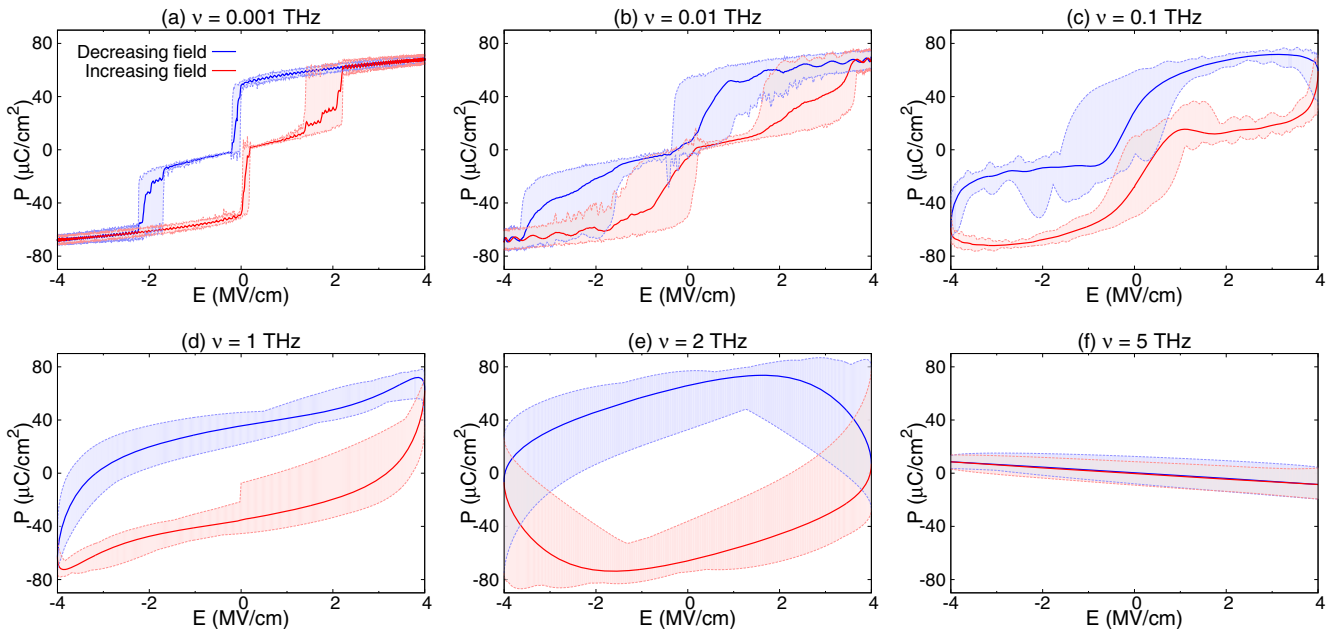 (a) ν = 0.001 THz
(b) ν = 0.01 THz
(c) ν = 0.1 THz
80
40
0
-40
-80
P (μC/cm²)
Decreasing field
Increasing field
-4 -2 0 2 4
E (MV/cm)
80
40
0
-40
-80
P (μC/cm²)
-4 -2 0 2 4
E (MV/cm)
80
40
0
-40
-80
P (μC/cm²)
-4 -2 0 2 4
E (MV/cm)
(d) ν = 1 THz
(e) ν = 2 THz
(f) ν = 5 THz
80
40
0
-40
-80
P (μC/cm²)
-4 -2 0 2 4
E (MV/cm)
80
40
0
-40
-80
P (μC/cm²)
-4 -2 0 2 4
E (MV/cm)
80
40
0
-40
-80
P (μC/cm²)
-4 -2 0 2 4
E (MV/cm)